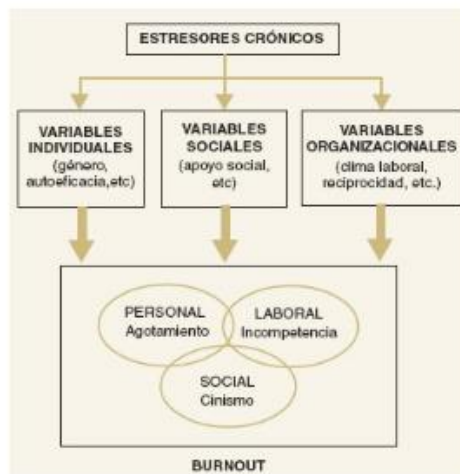 ESTRESORES CRÓNICOS
VARIABLES
INDIVIDUALES
(género,
autoeficacia,etc)
VARIABLES
SOCIALES
(apoyo social,
etc)
VARIABLES
ORGANIZACIONALES
(clima laboral,
reciprocidad, etc.)
PERSONAL
Agotamiento
LABORAL
Incompetencia
SOCIAL
Cinismo
BURNOUT